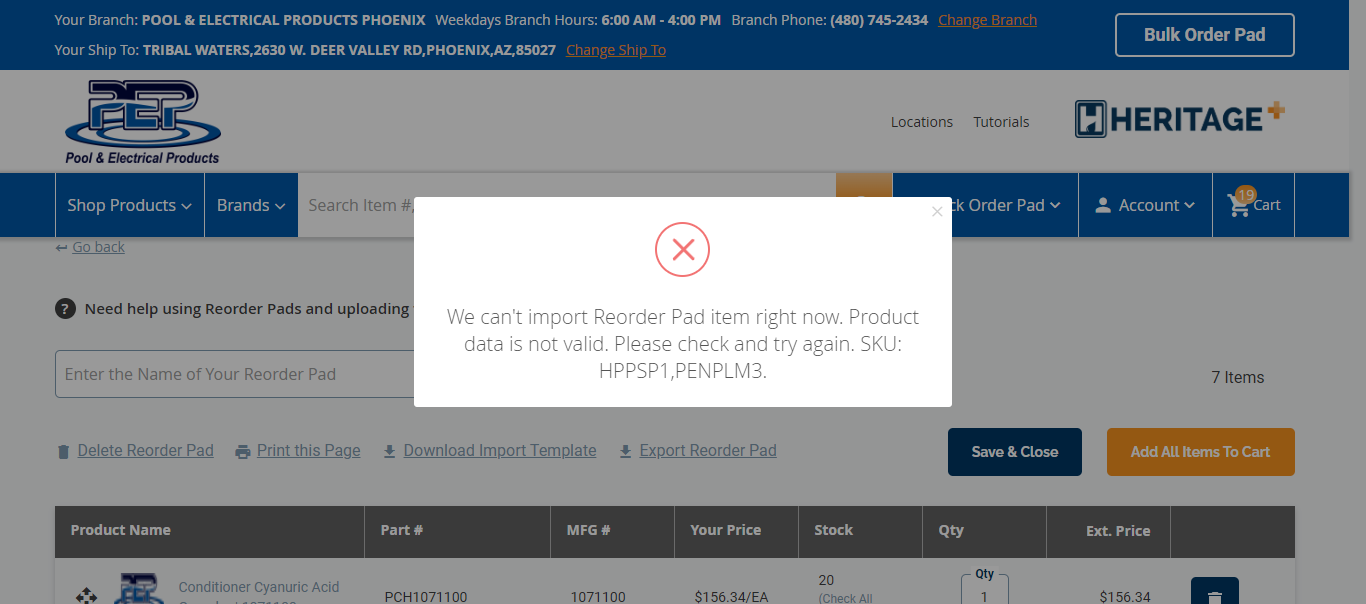 Your Branch: POOL & ELECTRICAL PRODUCTS PHOENIX Weekdays Branch Hours: 6:00 AM - 4:00 PM Branch Phone: (480) 745-2434 Change Branch
Your Ship To: TRIBAL WATERS,2630 W. DEER VALLEY RD,PHOENIX,AZ,85027 Change Ship To
Bulk Order Pad
PEP
Pool & Electrical Products
Locations Tutorials
HERITAGE+
Shop Products Brands Search Item #, Order Pad Account 19 Cart
Go back
We can't import Reorder Pad item right now. Product
data is not valid. Please check and try again. SKU:
HPPSP1,PENPLM3.
? Need help using Reorder Pads and uploading
Enter the Name of Your Reorder Pad
7 Items
Delete Reorder Pad Print this Page Download Import Template Export Reorder Pad Save & Close Add All Items To Cart
Product Name Part # MFG # Your Price Stock Qty Ext. Price
Conditioner Cyanuric Acid
PCH1071100 1071100 $156.34/EA 20 Qty 1 $156.34
(Check All